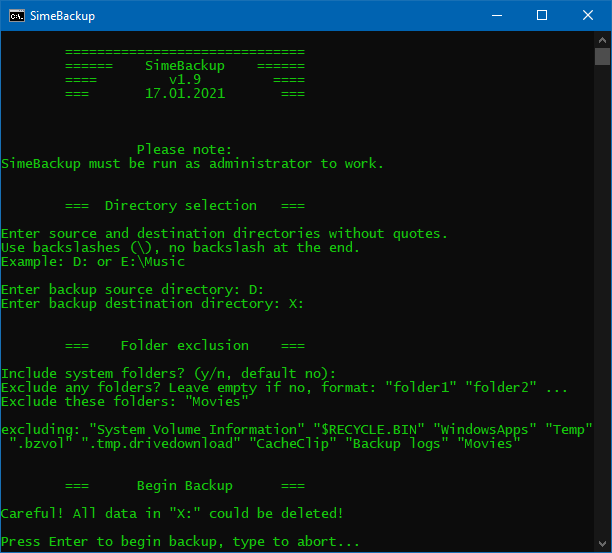 SimeBackup
==============================
====== SimeBackup ======
==== v1.9 ====
=== 17.01.2021 ===
Please note:
SimeBackup must be run as administrator to work.
=== Directory selection ===
Enter source and destination directories without quotes.
Use backslashes (\), no backslash at the end.
Example: D: or E:\Music
Enter backup source directory: D:
Enter backup destination directory: X:
=== Folder exclusion ===
Include system folders? (y/n, default no):
Exclude any folders? Leave empty if no, format: "folder1" "folder2" ...
Exclude these folders: "Movies"
excluding: "System Volume Information" "$RECYCLE.BIN" "WindowsApps" "Temp"
".bzvol" ".tmp.drivedownload" "CacheClip" "Backup logs" "Movies"
=== Begin Backup ===
Careful! All data in "X:" could be deleted!
Press Enter to begin backup, type to abort...